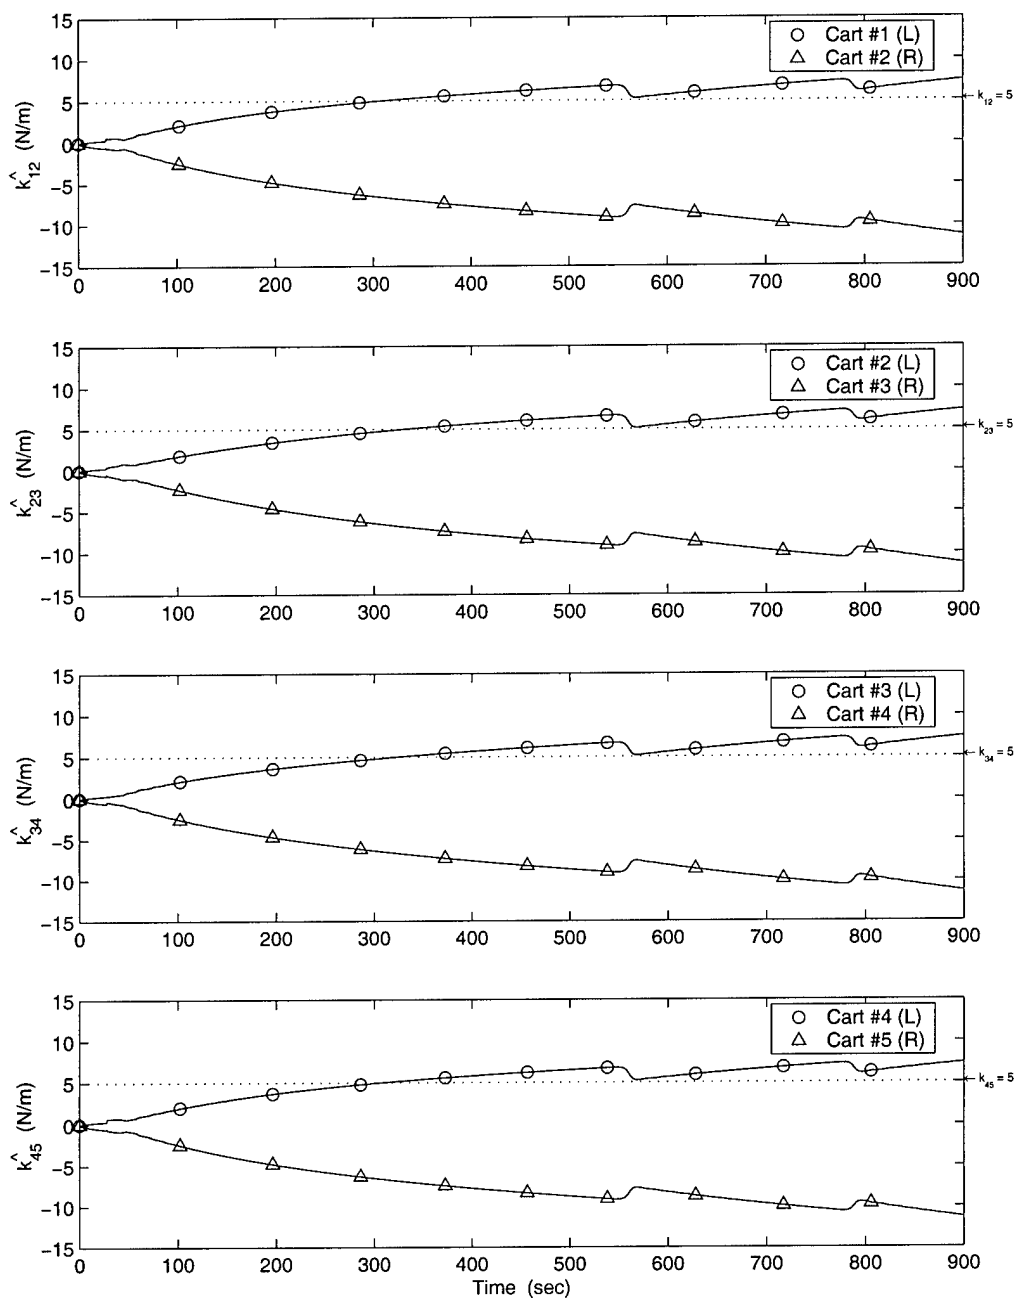 15
10
5
0
−5
−10
−15
k̂12 (N/m)
Cart #1 (L)
Cart #2 (R)
← k12 = 5
0 100 200 300 400 500 600 700 800 900
15
10
5
0
−5
−10
−15
k̂23 (N/m)
Cart #2 (L)
Cart #3 (R)
← k23 = 5
0 100 200 300 400 500 600 700 800 900
15
10
5
0
−5
−10
−15
k̂34 (N/m)
Cart #3 (L)
Cart #4 (R)
← k34 = 5
0 100 200 300 400 500 600 700 800 900
15
10
5
0
−5
−10
−15
k̂45 (N/m)
Cart #4 (L)
Cart #5 (R)
← k45 = 5
0 100 200 300 400 500 600 700 800 900
Time (sec)